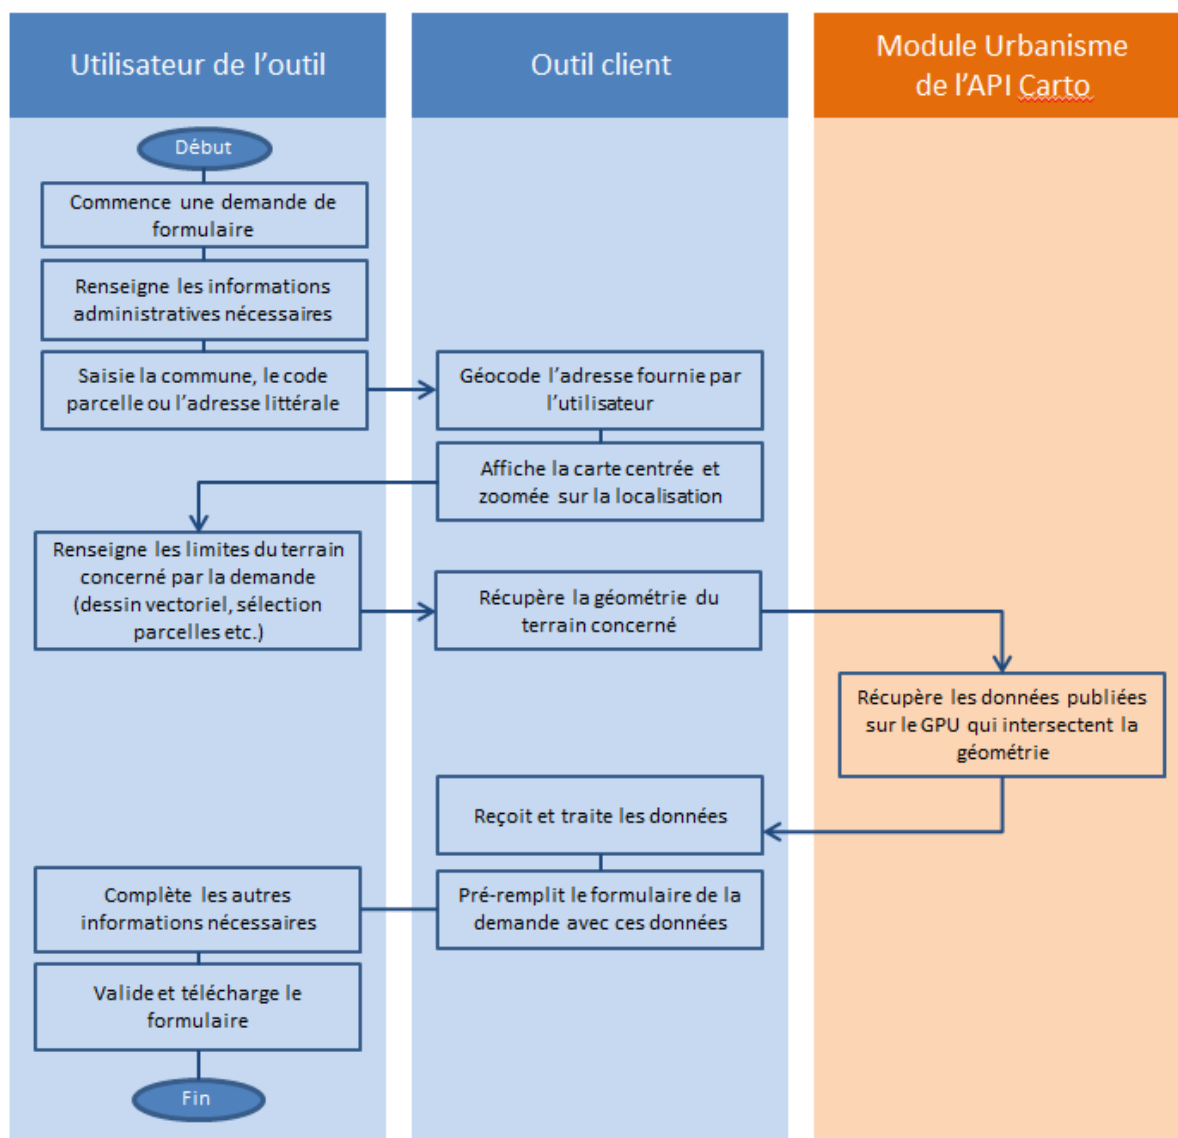 Utilisateur de l'outil
Outil client
Module Urbanisme
de l'API Carto
Début
Commence une demande de
formulaire
Renseigne les informations
administratives nécessaires
Saisie la commune, le code
parcelle ou l'adresse littérale
Géocode l'adresse fournie par
l'utilisateur
Affiche la carte centrée et
zoomée sur la localisation
Renseigne les limites du terrain
concerné par la demande
(dessin vectoriel, sélection
parcelles etc.)
Récupère la géométrie du
terrain concerné
Récupère les données publiées
sur le GPU qui intersectent la
géométrie
Reçoit et traite les données
Pré-remplit le formulaire de la
demande avec ces données
Complète les autres
informations nécessaires
Valide et télécharge le
formulaire
Fin